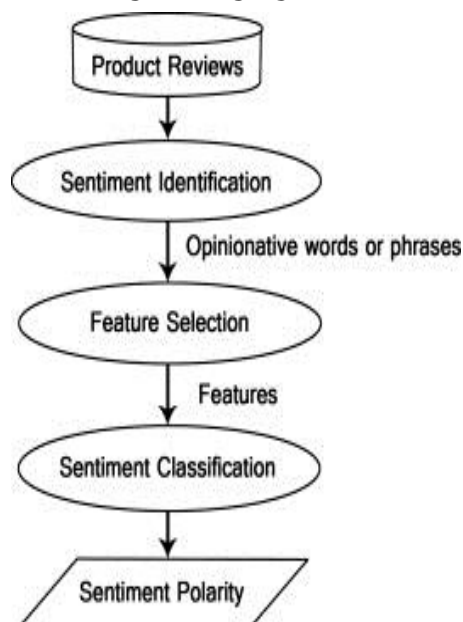 Product Reviews
Sentiment Identification
Opinionative words or phrases
Feature Selection
Features
Sentiment Classification
Sentiment Polarity